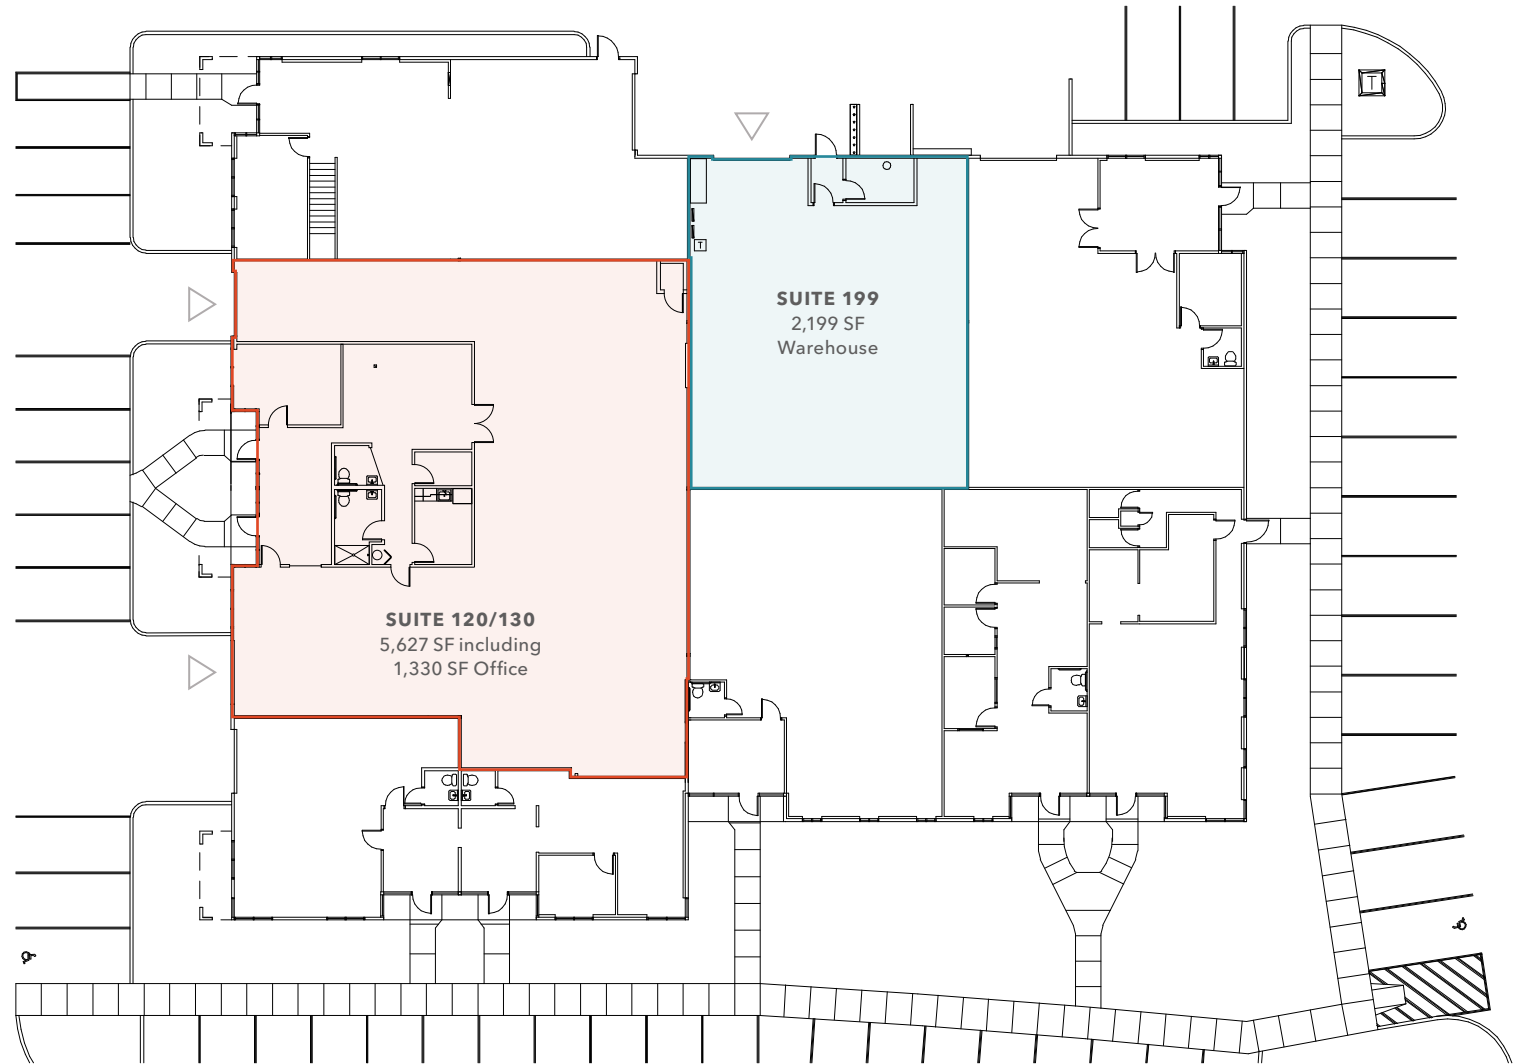 T
T
SUITE 199
2,199 SF
Warehouse
SUITE 120/130
5,627 SF including
1,330 SF Office